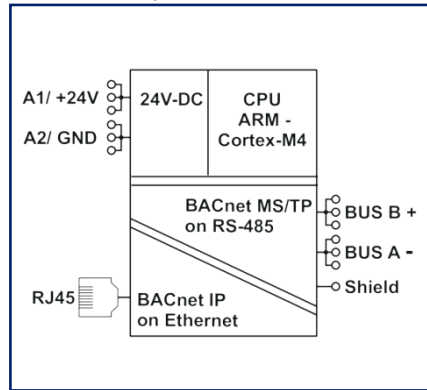 A1/ +24V
A2/ GND
24V-DC
CPU
ARM -
Cortex-M4
BACnet MS/TP
on RS-485
BUS B +
BUS A -
Shield
RJ45
BACnet IP
on Ethernet